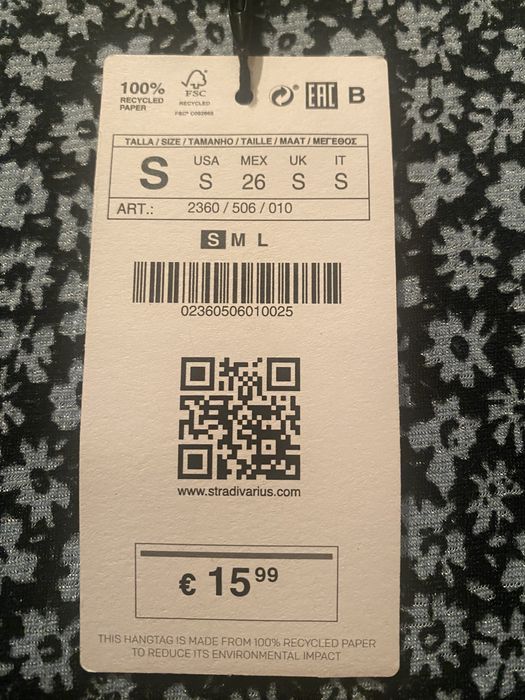 100%
RECYCLED
PAPER
FSC
RECYCLED
FSC® C092665
EAC B
TALLA / SIZE / TAMANHO / TAILLE / MAAT / ΜΕΓΕΘΟΣ
S USA MEX UK IT
S 26 S S
ART.: 2360 / 506 / 010
S M L
02360506010025
www.stradivarius.com
€ 15 99
THIS HANGTAG IS MADE FROM 100% RECYCLED PAPER
TO REDUCE ITS ENVIRONMENTAL IMPACT